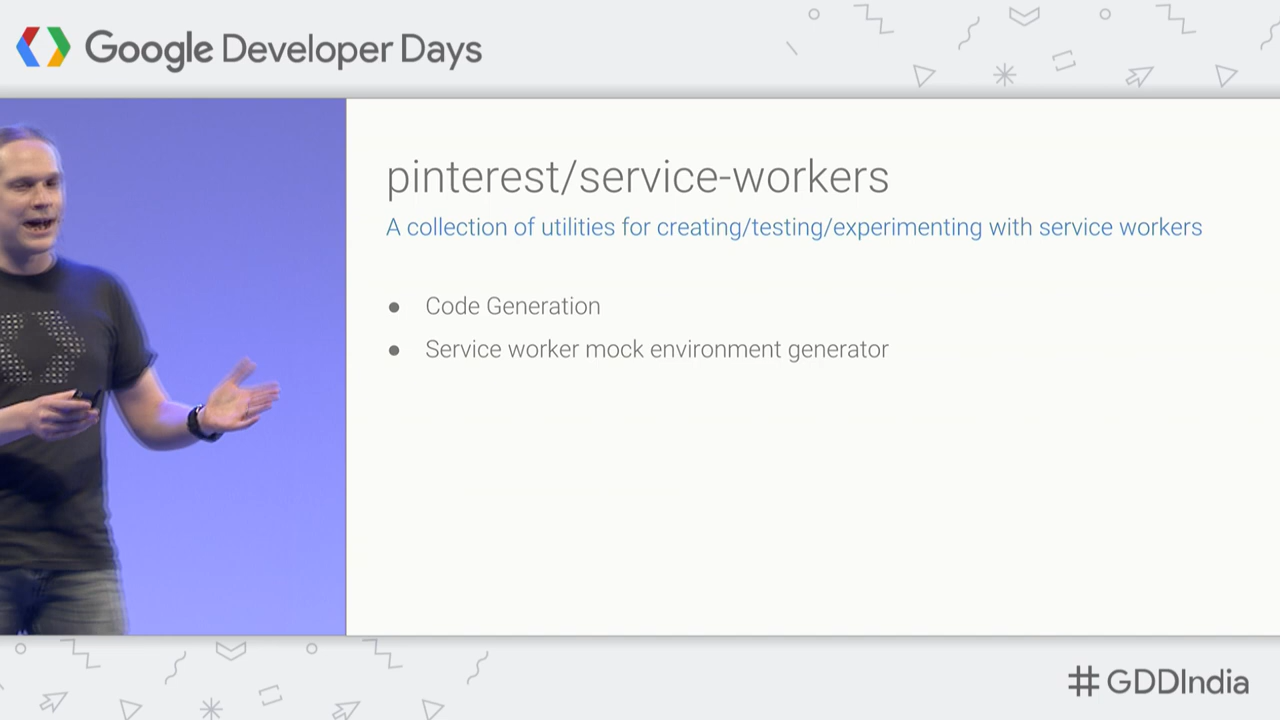 Google Developer Days
pinterest/service-workers
A collection of utilities for creating/testing/experimenting with service workers
● Code Generation
● Service worker mock environment generator
#GDDIndia